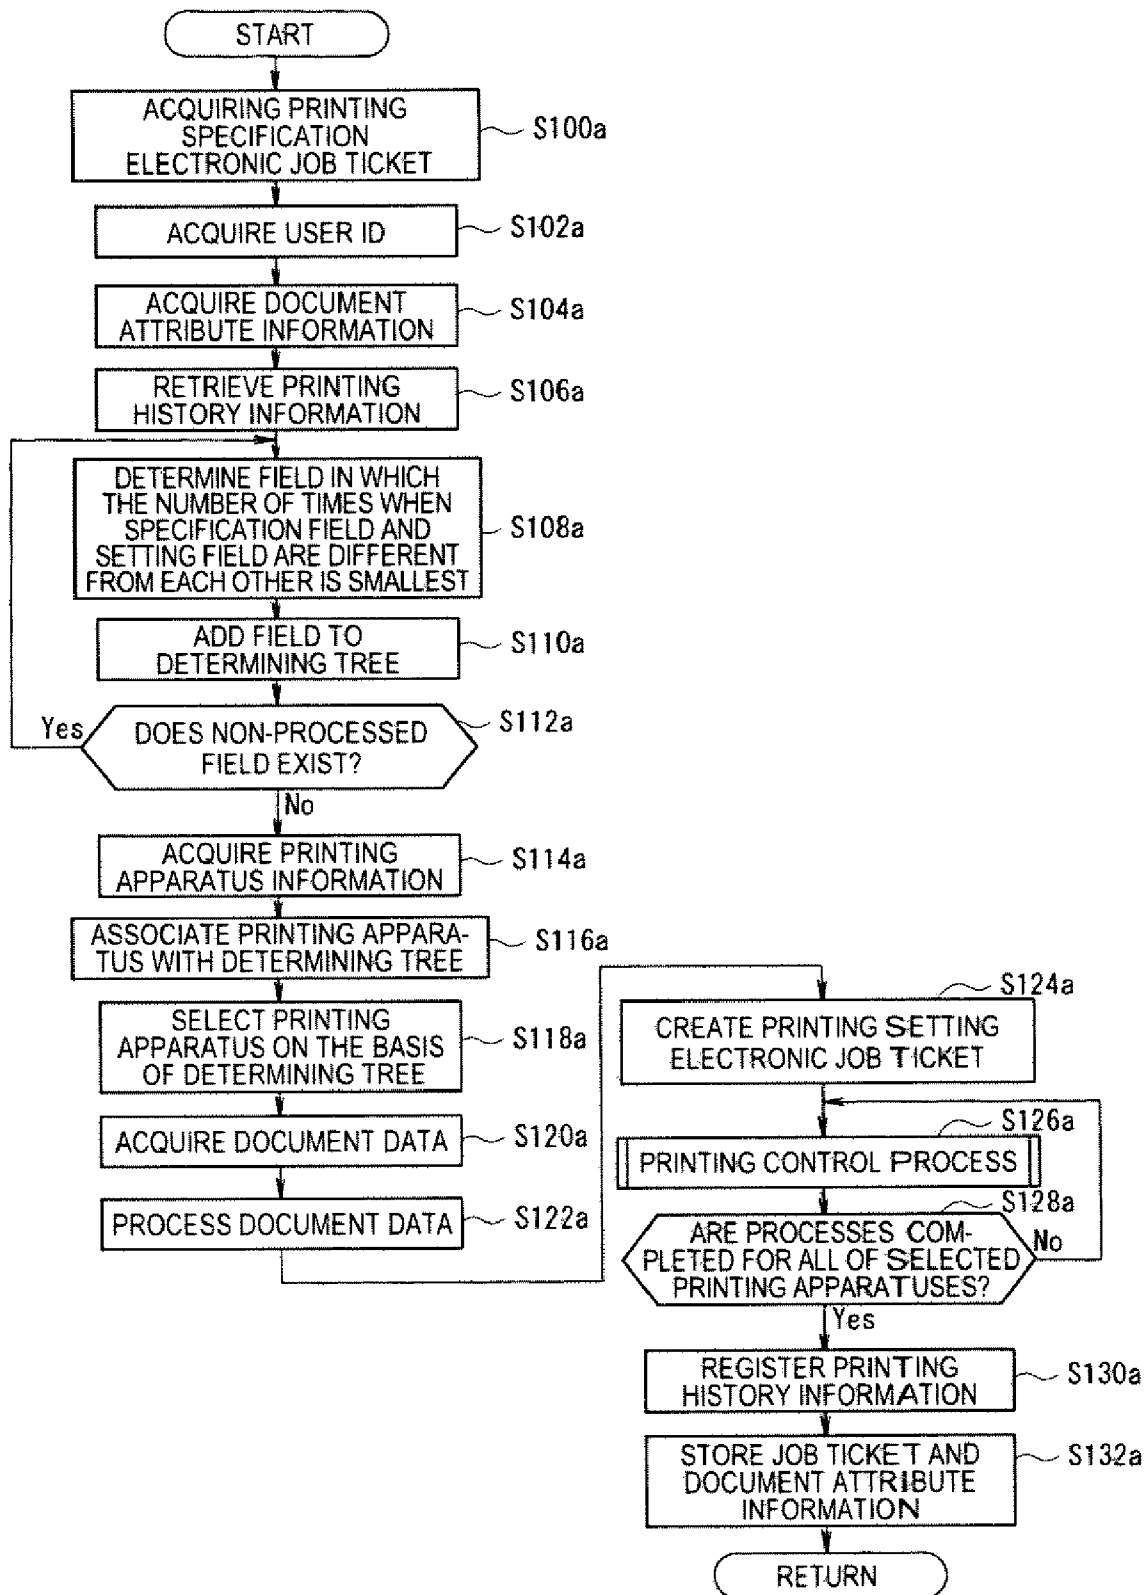 START
ACQUIRING PRINTING
SPECIFICATION
ELECTRONIC JOB TICKET
S100a
ACQUIRE USER ID
S102a
ACQUIRE DOCUMENT
ATTRIBUTE INFORMATION
S104a
RETRIEVE PRINTING
HISTORY INFORMATION
S106a
DETERMINE FIELD IN WHICH
THE NUMBER OF TIMES WHEN
SPECIFICATION FIELD AND
SETTING FIELD ARE DIFFERENT
FROM EACH OTHER IS SMALLEST
S108a
ADD FIELD TO
DETERMINING TREE
S110a
Yes
DOES NON-PROCESSED
FIELD EXIST?
S112a
No
ACQUIRE PRINTING
APPARATUS INFORMATION
S114a
ASSOCIATE PRINTING APPARA-
TUS WITH DETERMINING TREE
S116a
SELECT PRINTING
APPARATUS ON THE BASIS
OF DETERMINING TREE
S118a
ACQUIRE DOCUMENT DATA
S120a
PROCESS DOCUMENT DATA
S122a
S124a
CREATE PRINTING SETTING
ELECTRONIC JOB TICKET
S126a
PRINTING CONTROL PROCESS
S128a
ARE PROCESSES COM-
PLETED FOR ALL OF SELECTED
PRINTING APPARATUSES?
No
Yes
REGISTER PRINTING
HISTORY INFORMATION
S130a
STORE JOB TICKET AND
DOCUMENT ATTRIBUTE
INFORMATION
S132a
RETURN